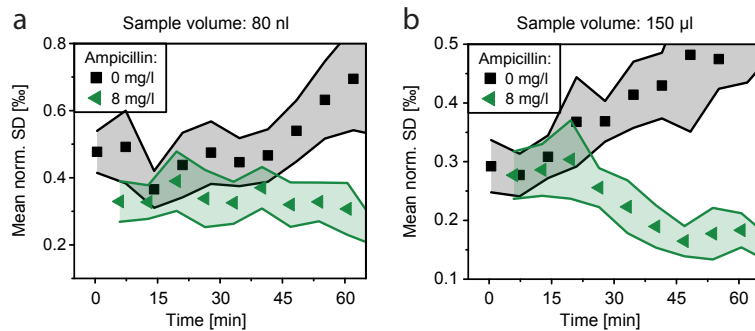 a
Sample volume: 80 nl
Ampicillin:
0 mg/l
8 mg/l
Mean norm. SD [‰]
0.8
0.6
0.4
0.2
0 15 30 45 60
Time [min]
b
Sample volume: 150 µl
Ampicillin:
0 mg/l
8 mg/l
Mean norm. SD [‰]
0.5
0.4
0.3
0.2
0.1
0 15 30 45 60
Time [min]